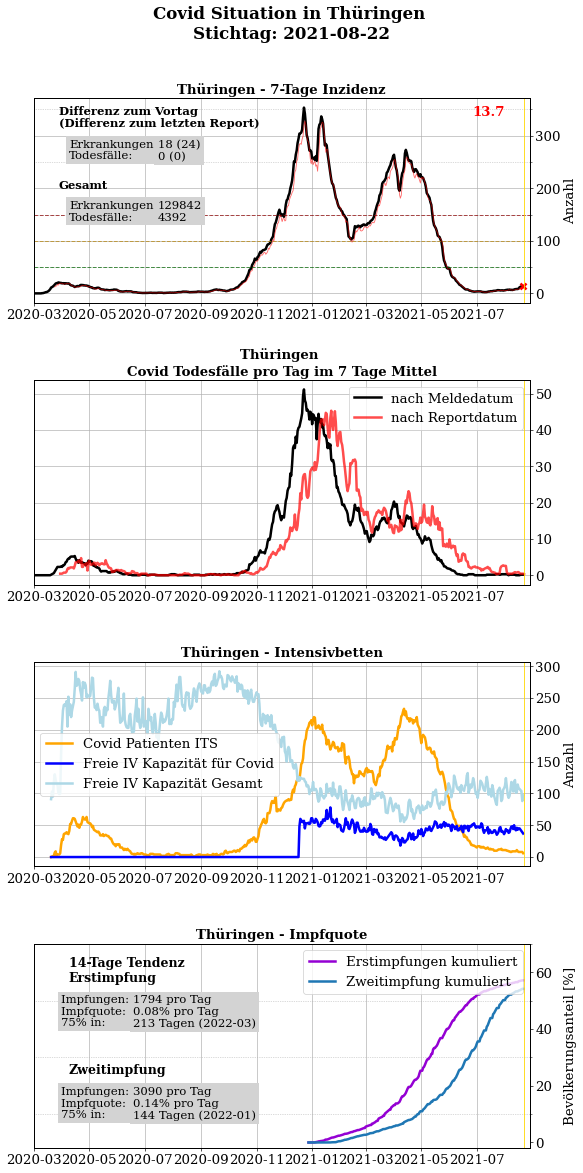 Covid Situation in Thüringen
Stichtag: 2021-08-22
Thüringen - 7-Tage Inzidenz
Differenz zum Vortag
(Differenz zum letzten Report)
Erkrankungen 18 (24)
Todesfälle: 0 (0)
Gesamt
Erkrankungen 129842
Todesfälle: 4392
13.7
300
200
100
0
Anzahl
2020-03 2020-05 2020-07 2020-09 2020-11 2021-01 2021-03 2021-05 2021-07
Thüringen
Covid Todesfälle pro Tag im 7 Tage Mittel
nach Meldedatum
nach Reportdatum
50
40
30
20
10
0
2020-03 2020-05 2020-07 2020-09 2020-11 2021-01 2021-03 2021-05 2021-07
Thüringen - Intensivbetten
Covid Patienten ITS
Freie IV Kapazität für Covid
Freie IV Kapazität Gesamt
300
250
200
150
100
50
0
Anzahl
2020-03 2020-05 2020-07 2020-09 2020-11 2021-01 2021-03 2021-05 2021-07
Thüringen - Impfquote
14-Tage Tendenz
Erstimpfung
Impfungen: 1794 pro Tag
Impfquote: 0.08% pro Tag
75% in: 213 Tagen (2022-03)
Zweitimpfung
Impfungen: 3090 pro Tag
Impfquote: 0.14% pro Tag
75% in: 144 Tagen (2022-01)
Erstimpfungen kumuliert
Zweitimpfung kumuliert
60
40
20
0
Bevölkerungsanteil [%]
2020-03 2020-05 2020-07 2020-09 2020-11 2021-01 2021-03 2021-05 2021-07